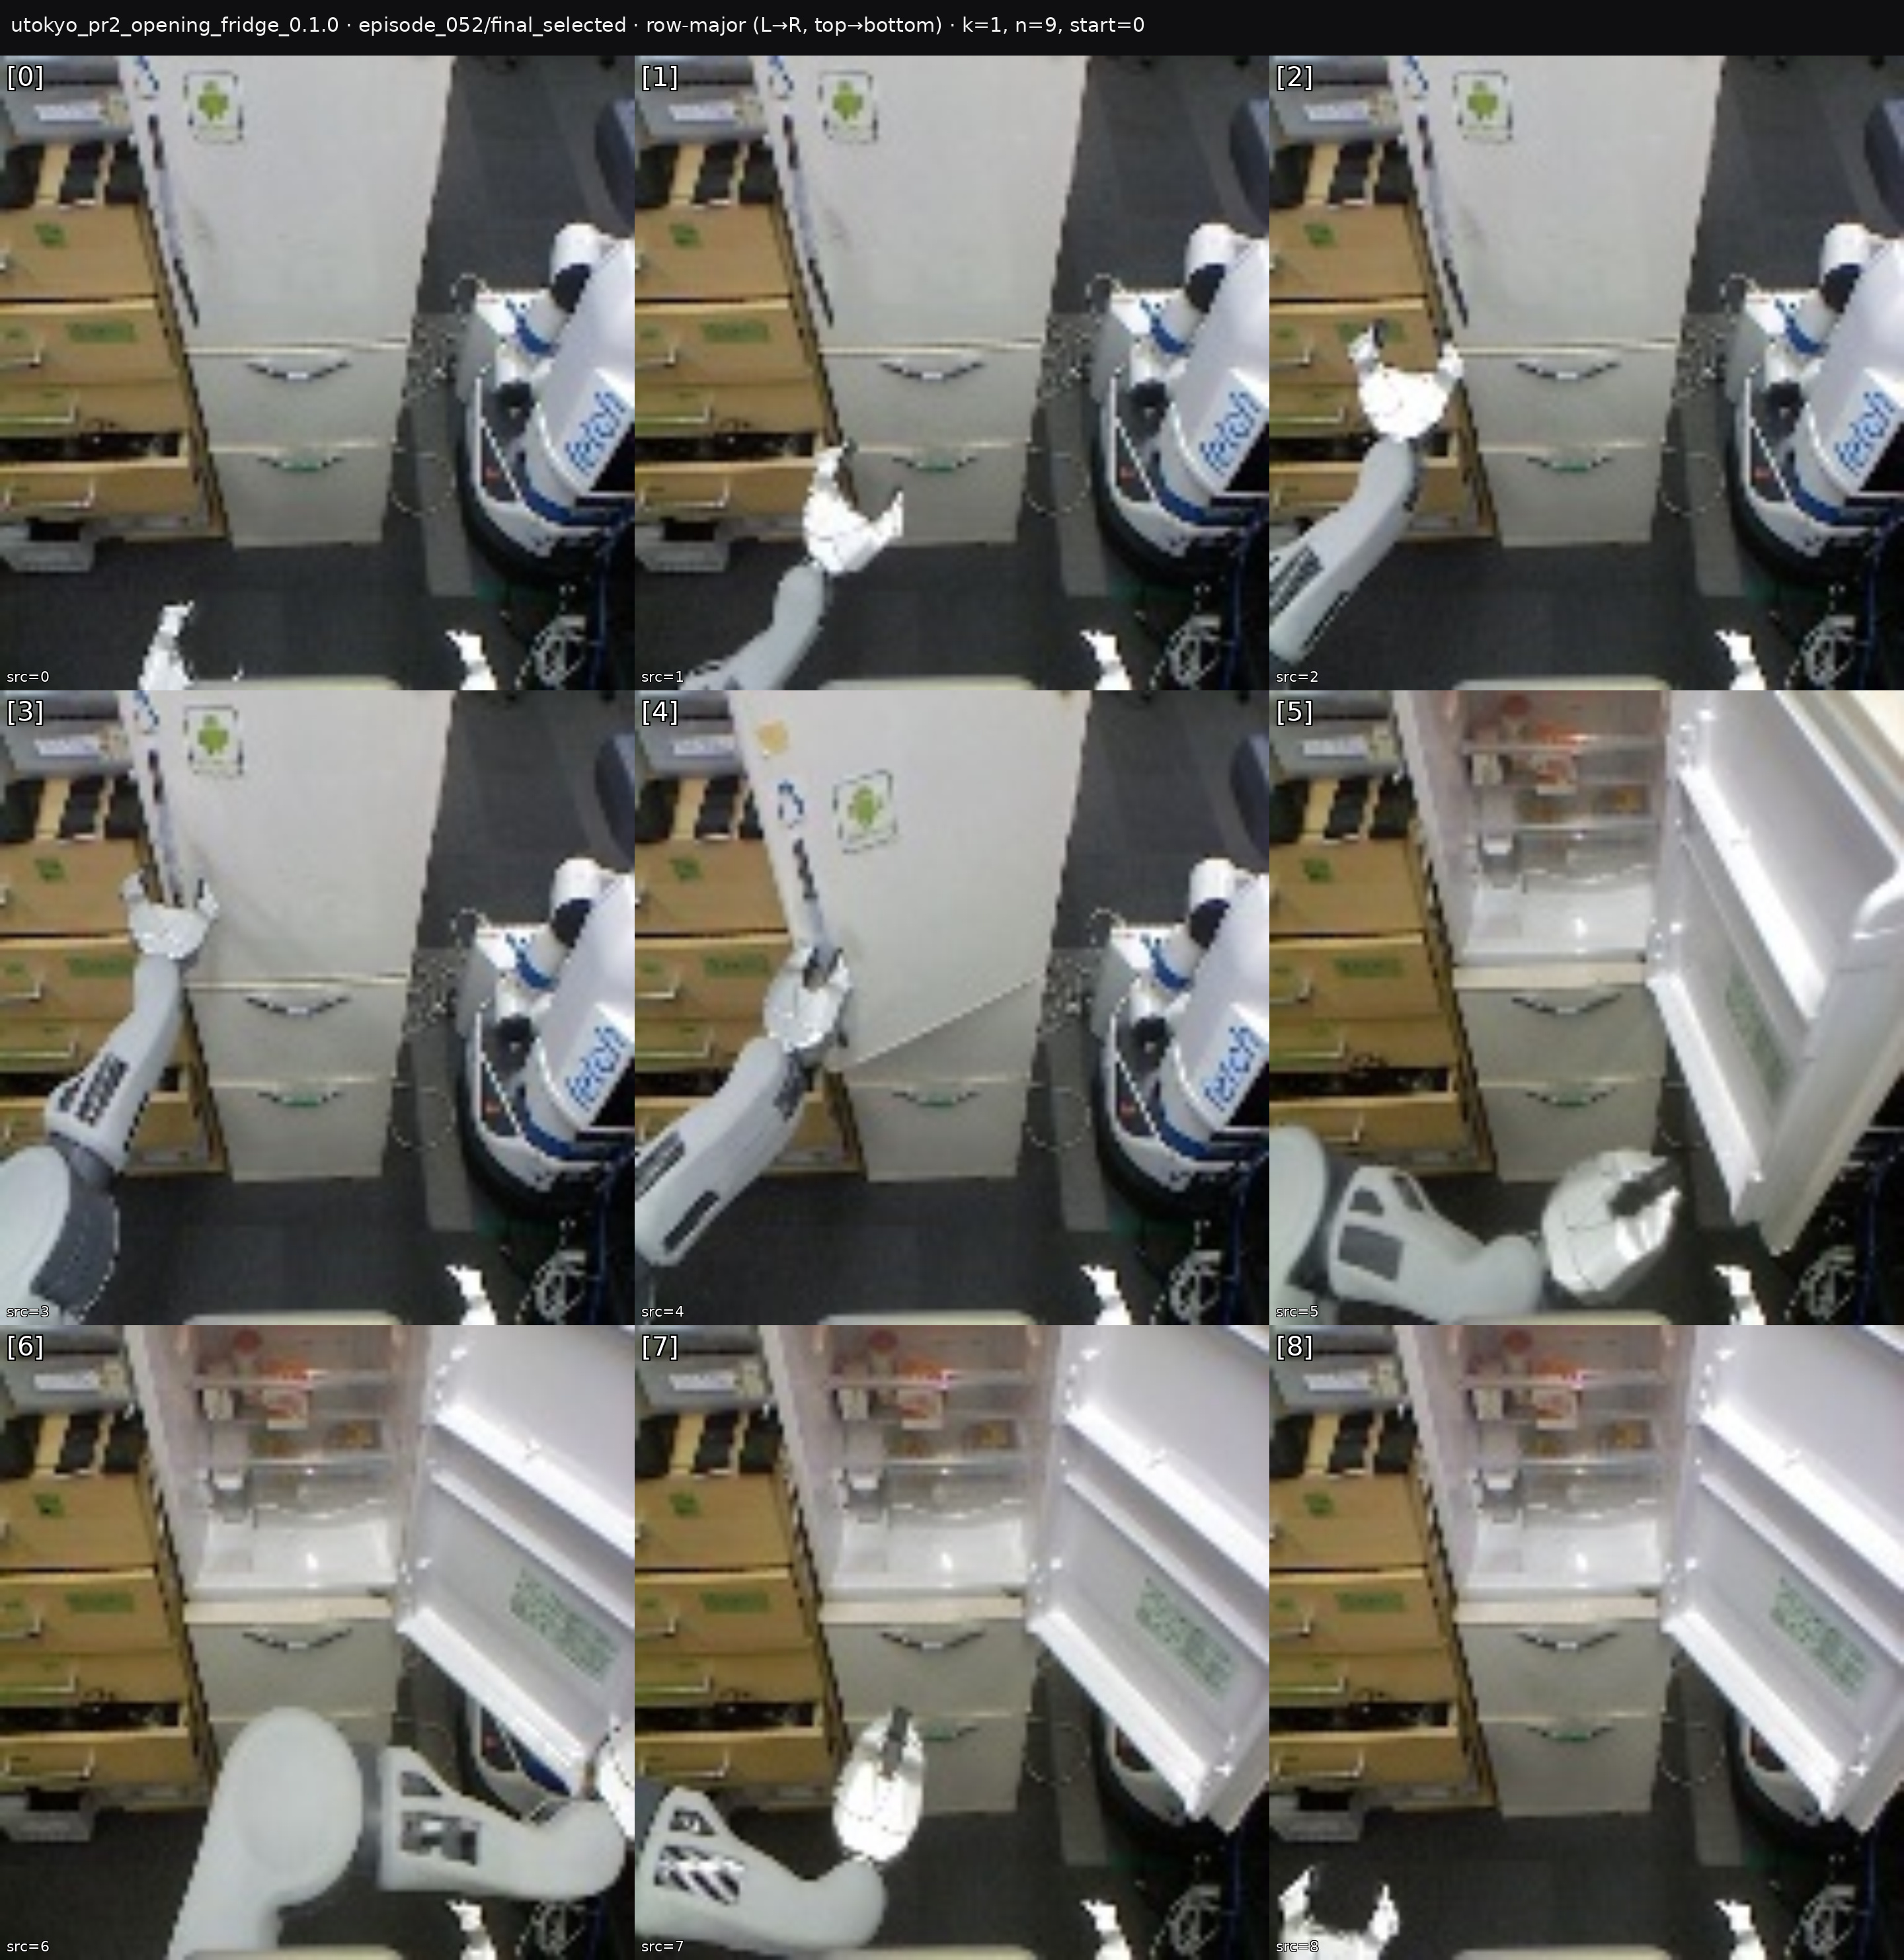 utokyo_pr2_opening_fridge_0.1.0 · episode_052/final_selected · row-major (L→R, top→bottom) · k=1, n=9, start=0
[0]
[1]
[2]
fetch
fetch
fetch
src=0
src=1
src=2
[3]
[4]
[5]
fetch
fetch
src=3
src=4
src=5
[6]
[7]
[8]
src=6
src=7
src=8